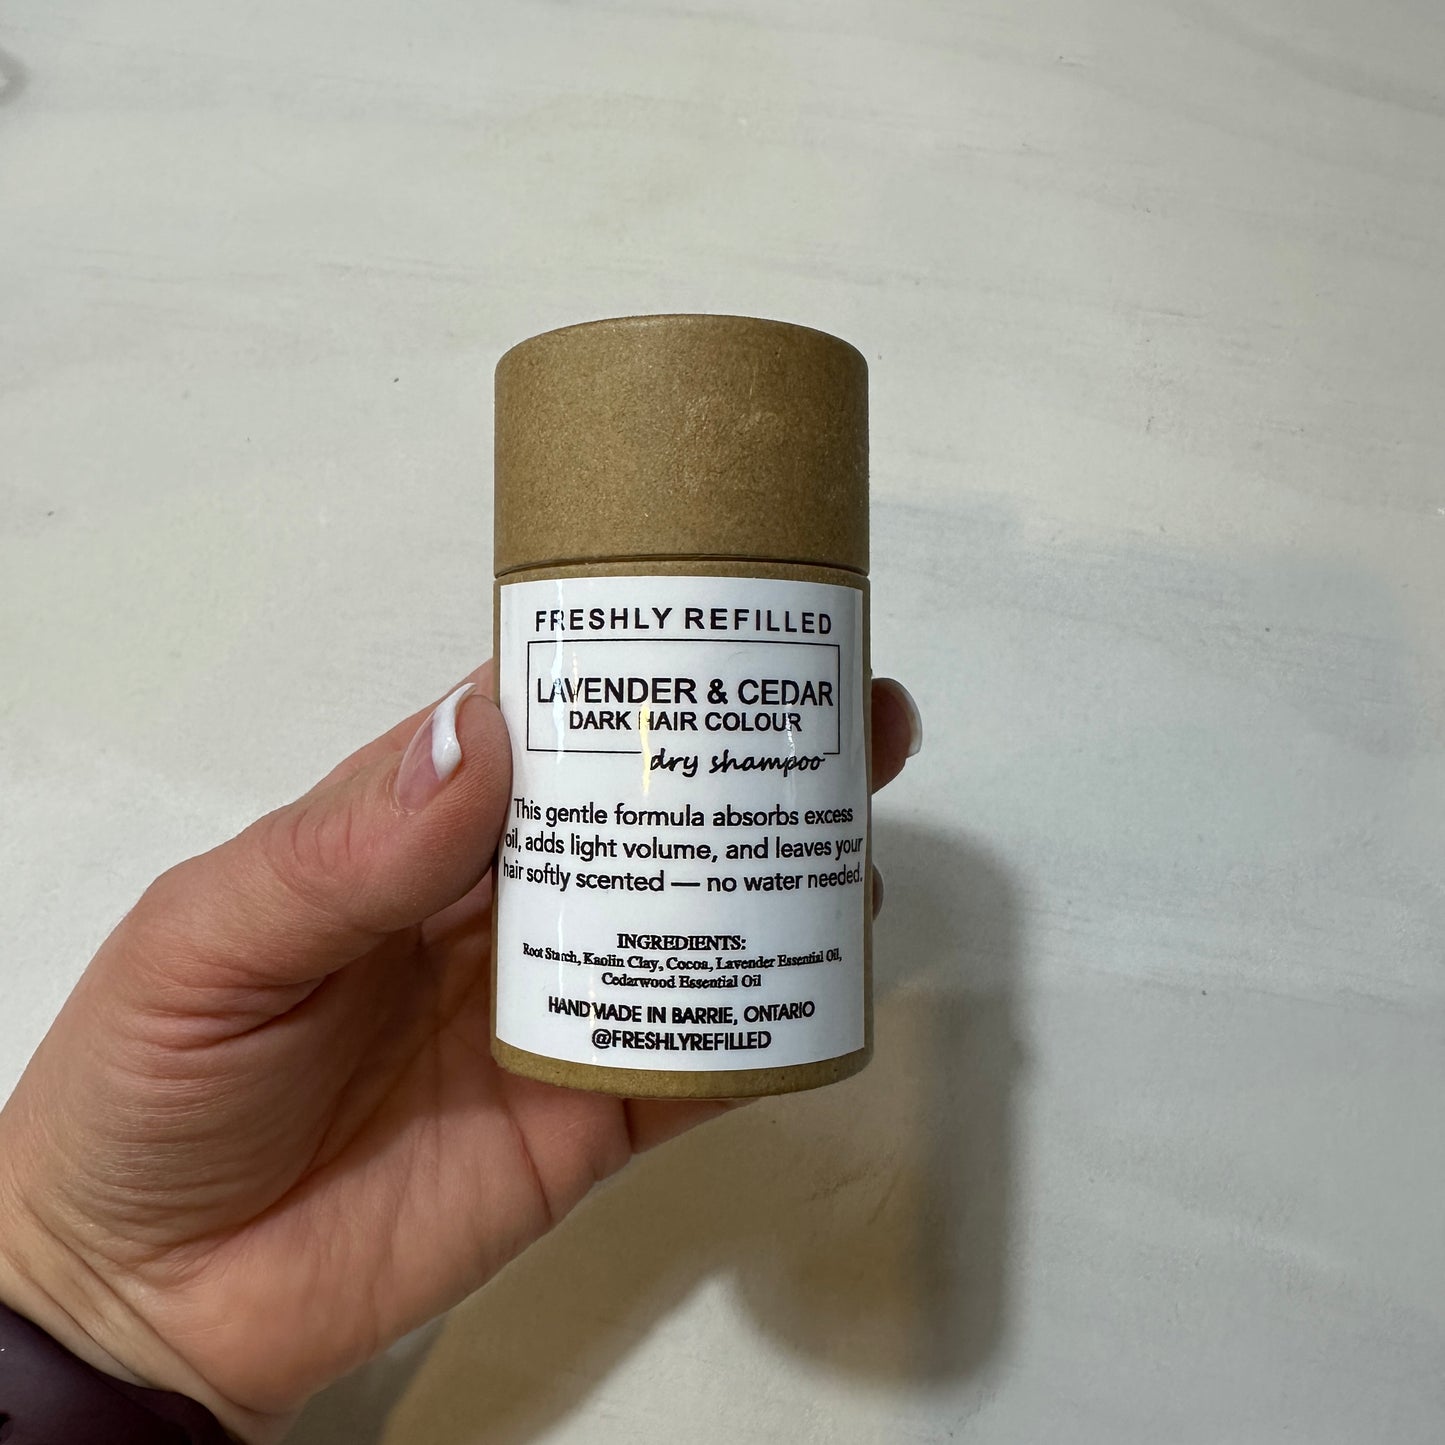 FRESHLY REFILLED
LAVENDER & CEDAR
DARK HAIR COLOUR
dry shampoo
This gentle formula absorbs excess
oil, adds light volume, and leaves your
hair softly scented — no water needed.
INGREDIENTS:
Root Starch, Kaolin Clay, Cocoa, Lavender Essential Oil,
Cedarwood Essential Oil
HANDMADE IN BARRIE, ONTARIO
@FRESHLYREFILLED